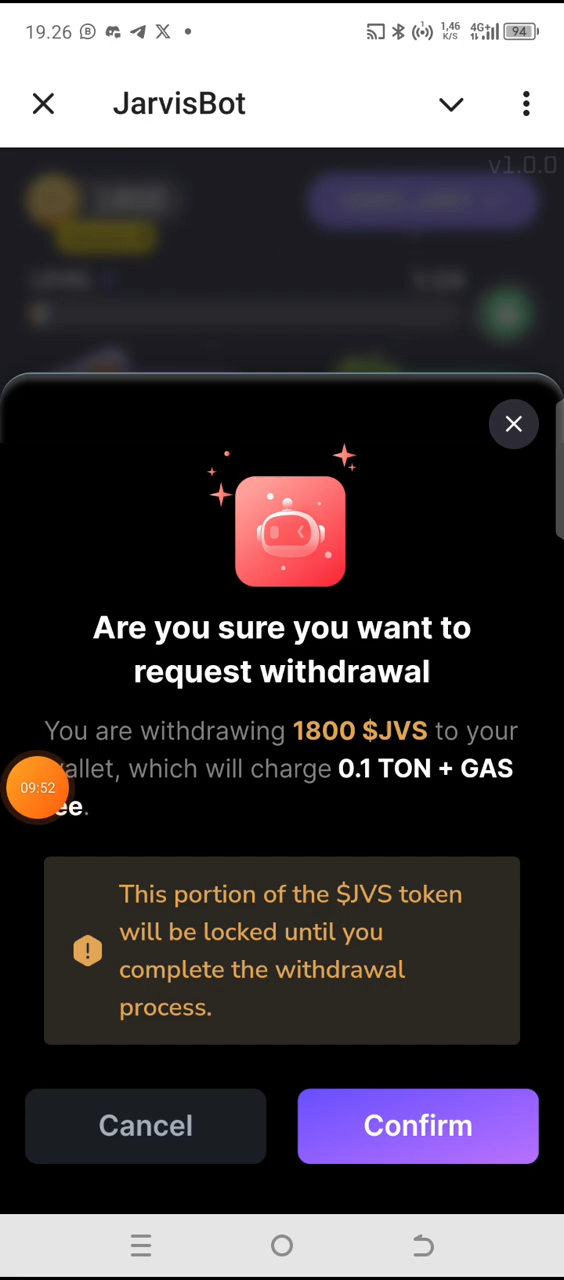 19.26
1,46
K/S
4G+
94
JarvisBot
v1.0.0
1800
LEVEL
Are you sure you want to
request withdrawal
You are withdrawing 1800 $JVS to your
allet, which will charge 0.1 TON + GAS
09:52
ee.
This portion of the $JVS token
will be locked until you
complete the withdrawal
process.
Cancel
Confirm